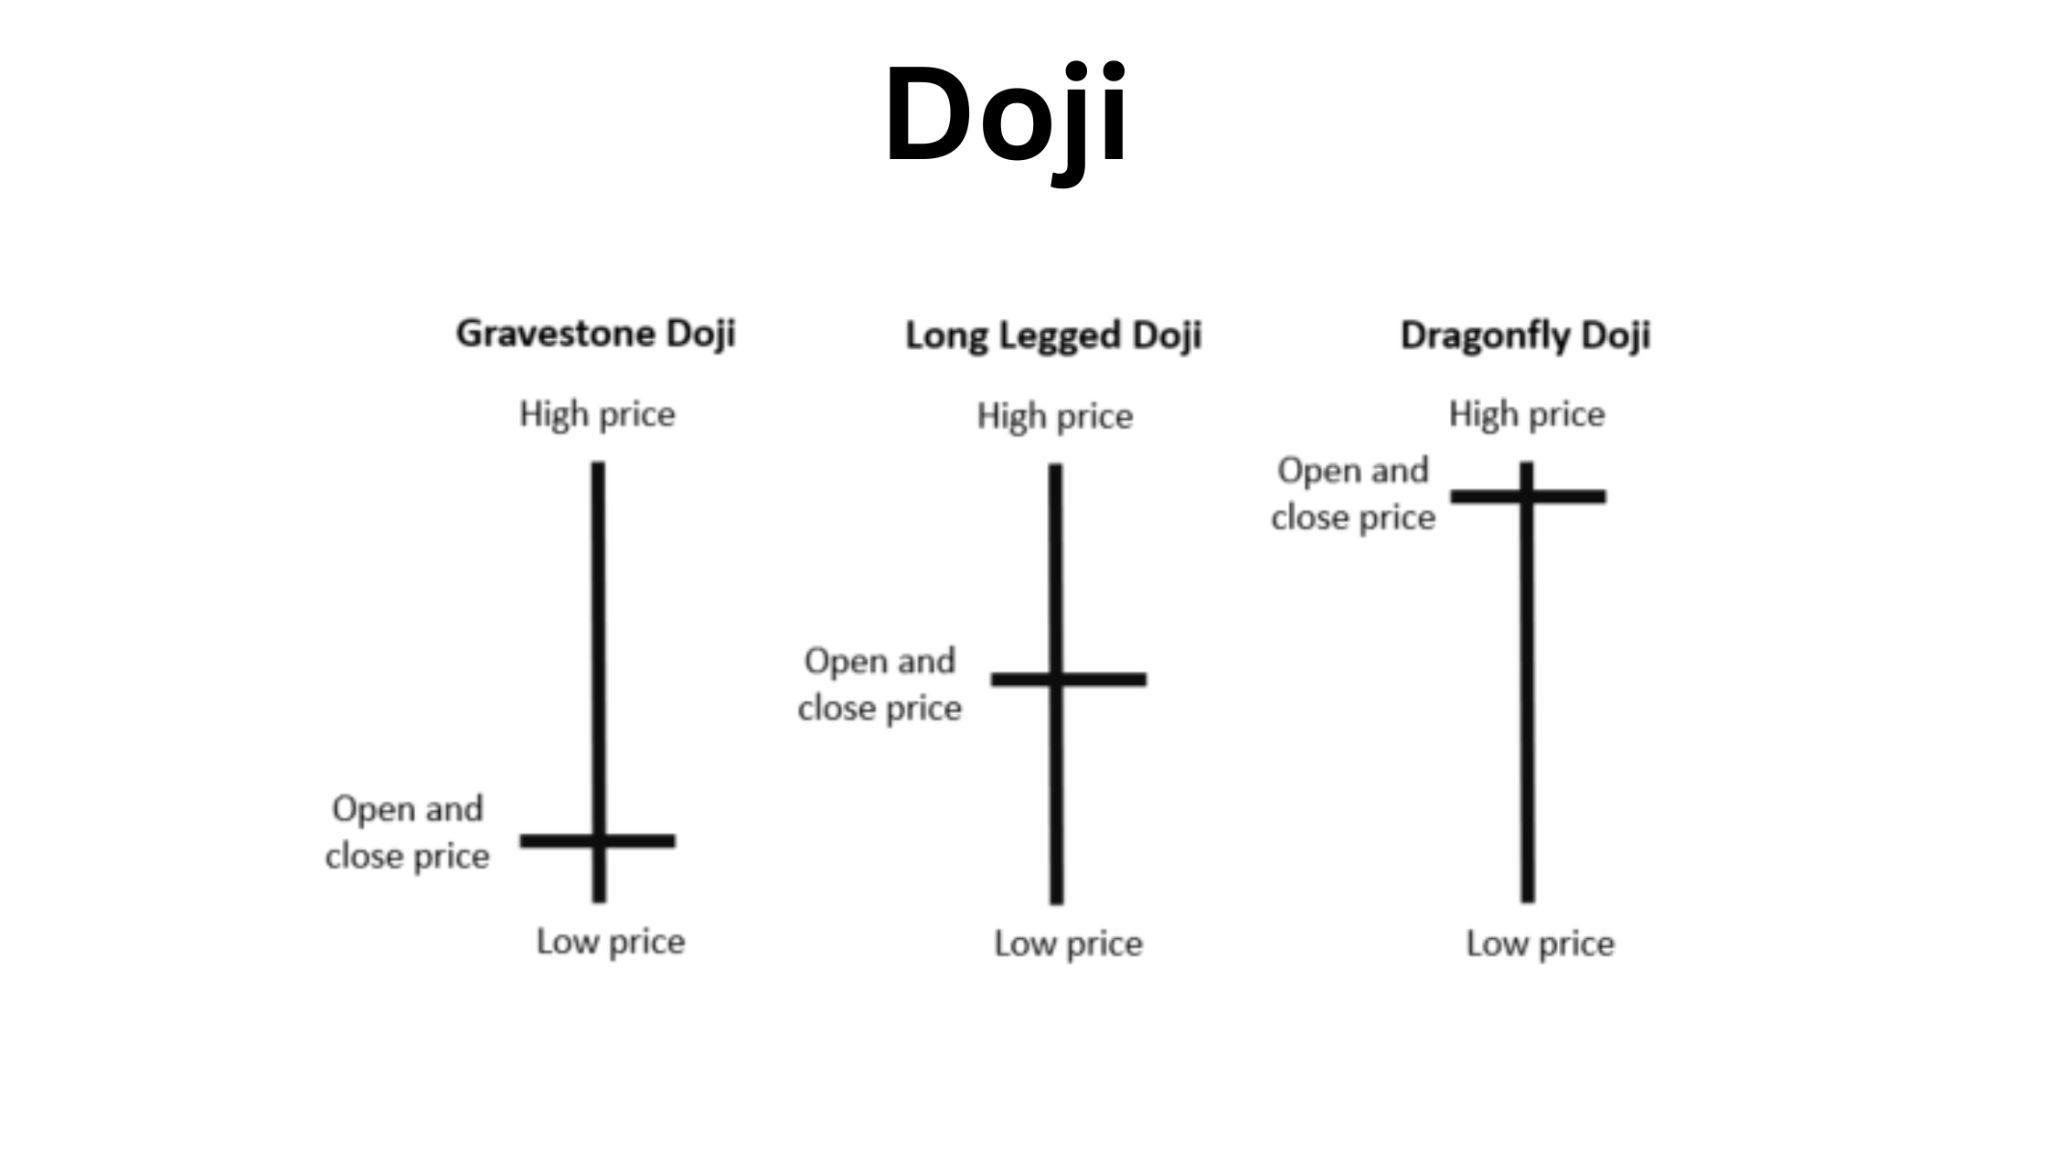 Doji
Gravestone Doji
High price
Open and
close price
Low price
Long Legged Doji
High price
Open and
close price
Low price
Dragonfly Doji
High price
Open and
close price
Low price